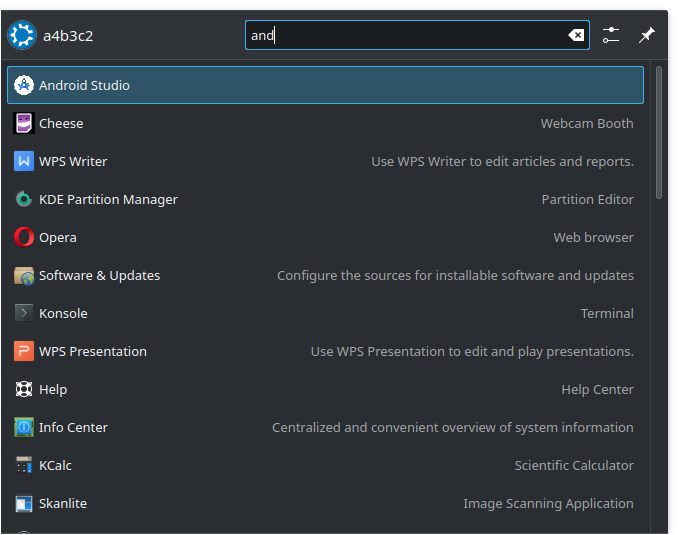 a4b3c2
and
Android Studio
Cheese Webcam Booth
WPS Writer Use WPS Writer to edit articles and reports.
KDE Partition Manager Partition Editor
Opera Web browser
Software & Updates Configure the sources for installable software and updates
Konsole Terminal
WPS Presentation Use WPS Presentation to edit and play presentations.
Help Help Center
Info Center Centralized and convenient overview of system information
KCalc Scientific Calculator
Skanlite Image Scanning Application